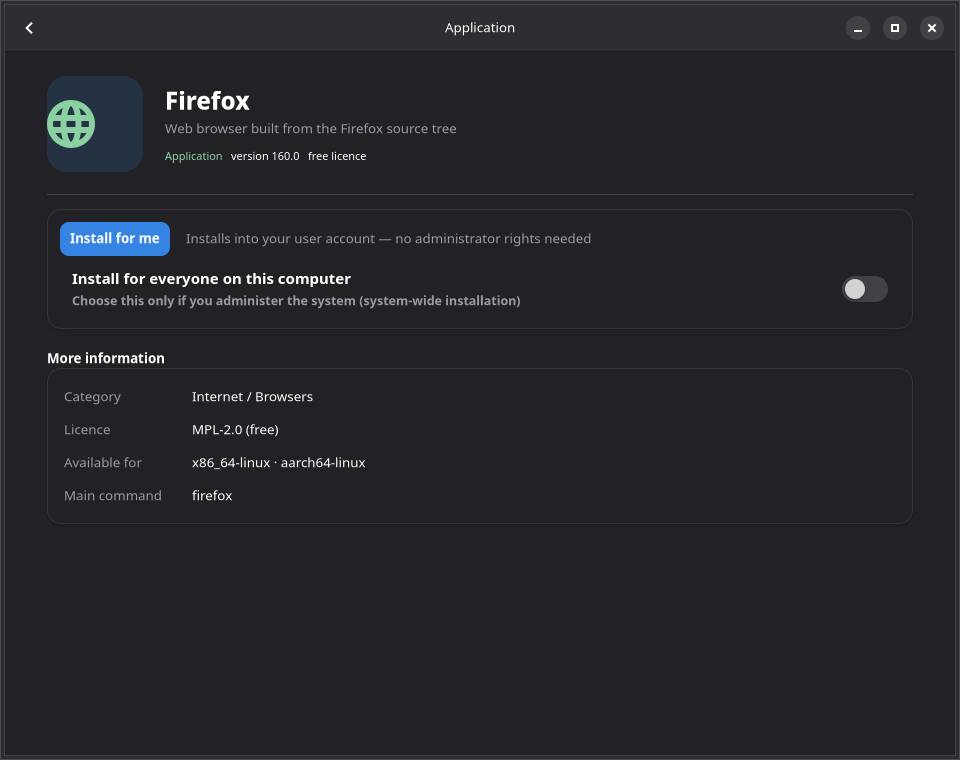 Application
Firefox
Web browser built from the Firefox source tree
Application version 160.0 free licence
Install for me Installs into your user account — no administrator rights needed
Install for everyone on this computer
Choose this only if you administer the system (system-wide installation)
More information
Category Internet / Browsers
Licence MPL-2.0 (free)
Available for x86_64-linux · aarch64-linux
Main command firefox